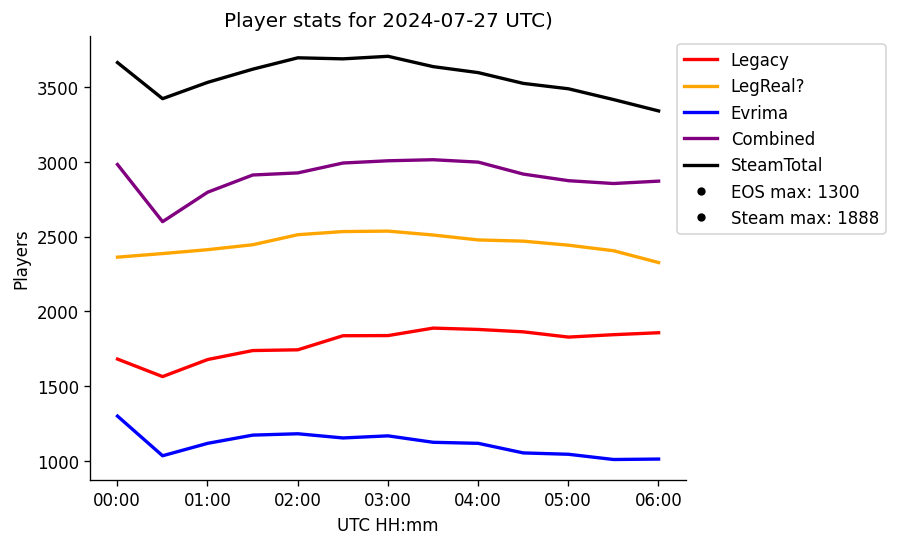 Player stats for 2024-07-27 UTC)
Legacy
LegReal?
Evrima
Combined
SteamTotal
EOS max: 1300
Steam max: 1888
Players
3500
3000
2500
2000
1500
1000
00:00 01:00 02:00 03:00 04:00 05:00 06:00
UTC HH:mm